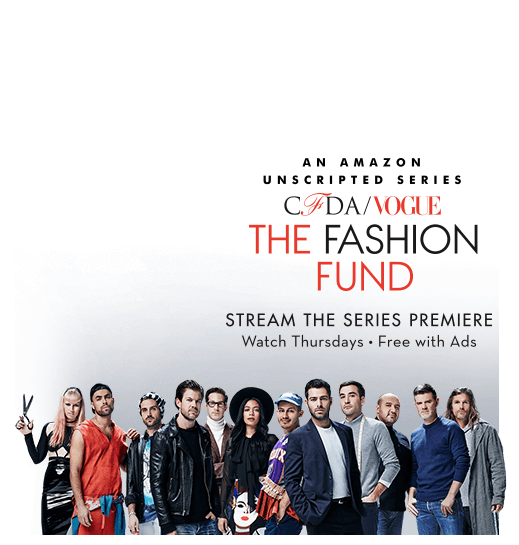 AN AMAZON
UNSCRIPTED SERIES
CFDA/VOGUE
THE FASHION
FUND
STREAM THE SERIES PREMIERE
Watch Thursdays • Free with Ads